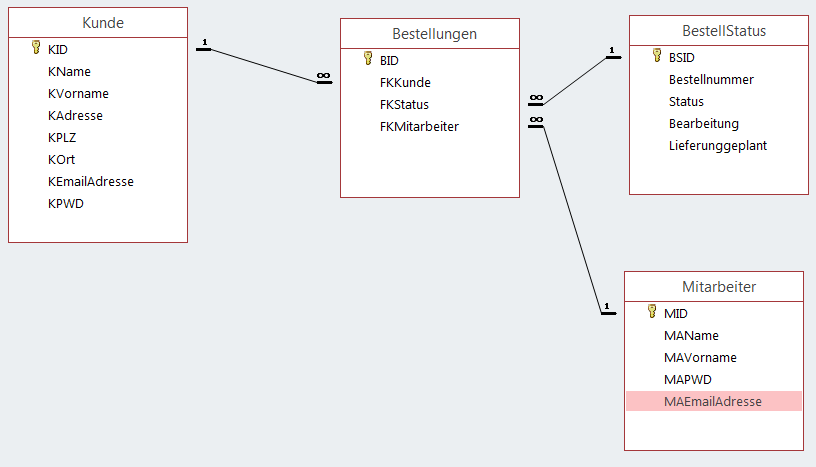 Kunde
KID
KName
KVorname
KAdresse
KPLZ
KOrt
KEmailAdresse
KPWD
1
∞
Bestellungen
BID
FKKunde
FKStatus
FKMitarbeiter
∞
1
∞
1
BestellStatus
BSID
Bestellnummer
Status
Bearbeitung
Lieferunggeplant
Mitarbeiter
MID
MAName
MAVorname
MAPWD
MAEmailAdresse